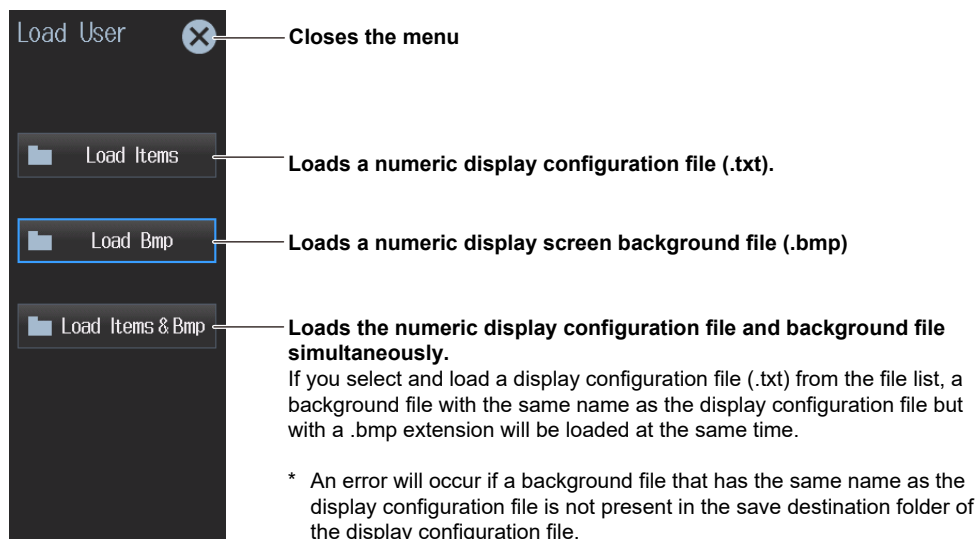 Load User
Closes the menu
Load Items
Loads a numeric display configuration file (.txt).
Load Bmp
Loads a numeric display screen background file (.bmp)
Load Items & Bmp
Loads the numeric display configuration file and background file
simultaneously.
If you select and load a display configuration file (.txt) from the file list, a
background file with the same name as the display configuration file but
with a .bmp extension will be loaded at the same time.
* An error will occur if a background file that has the same name as the
display configuration file is not present in the save destination folder of
the display configuration file.